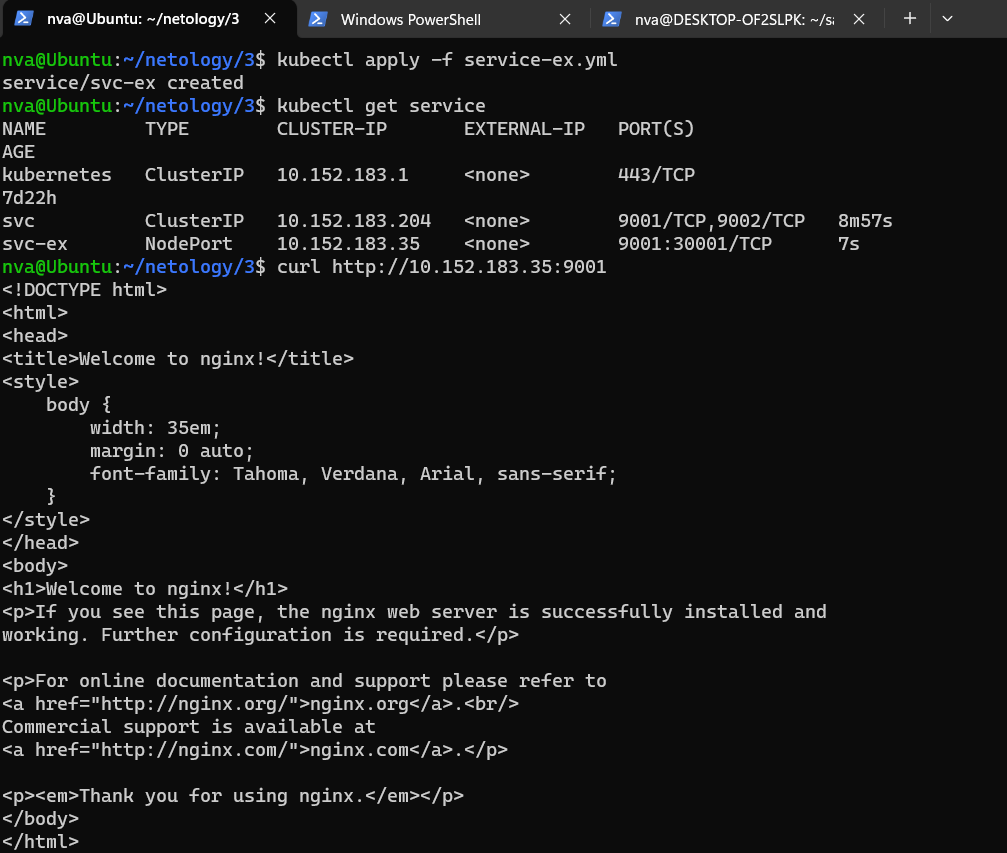 nva@Ubuntu: ~/netology/3
Windows PowerShell
nva@DESKTOP-OF2SLPK: ~/sa
nva@Ubuntu:~/netology/3$ kubectl apply -f service-ex.yml
service/svc-ex created
nva@Ubuntu:~/netology/3$ kubectl get service
NAME         TYPE        CLUSTER-IP       EXTERNAL-IP   PORT(S)
AGE
kubernetes   ClusterIP   10.152.183.1     <none>        443/TCP
7d22h
svc          ClusterIP   10.152.183.204   <none>        9001/TCP,9002/TCP   8m57s
svc-ex       NodePort    10.152.183.35    <none>        9001:30001/TCP      7s
nva@Ubuntu:~/netology/3$ curl http://10.152.183.35:9001
<!DOCTYPE html>
<html>
<head>
<title>Welcome to nginx!</title>
<style>
    body {
        width: 35em;
        margin: 0 auto;
        font-family: Tahoma, Verdana, Arial, sans-serif;
    }
</style>
</head>
<body>
<h1>Welcome to nginx!</h1>
<p>If you see this page, the nginx web server is successfully installed and
working. Further configuration is required.</p>

<p>For online documentation and support please refer to
<a href="http://nginx.org/">nginx.org</a>.<br/>
Commercial support is available at
<a href="http://nginx.com/">nginx.com</a>.</p>

<p><em>Thank you for using nginx.</em></p>
</body>
</html>